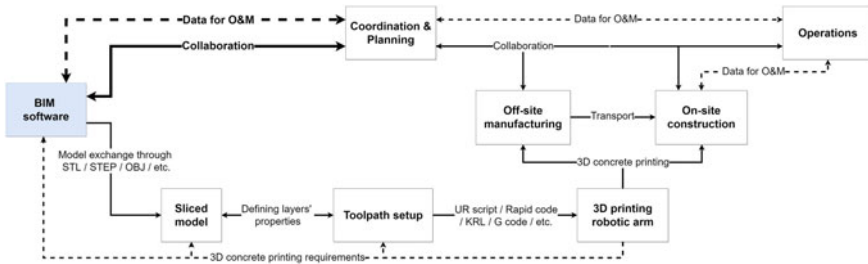 Data for O&M
Collaboration
Coordination &
Planning
Data for O&M
Collaboration
Operations
Data for O&M
BIM
software
Off-site
manufacturing
Transport
On-site
construction
Model exchange through
STL / STEP / OBJ / etc.
3D concrete printing
Sliced
model
Defining layers'
properties
Toolpath setup
UR script / Rapid code
/ KRL / G code / etc.
3D printing
robotic arm
3D concrete printing requirements